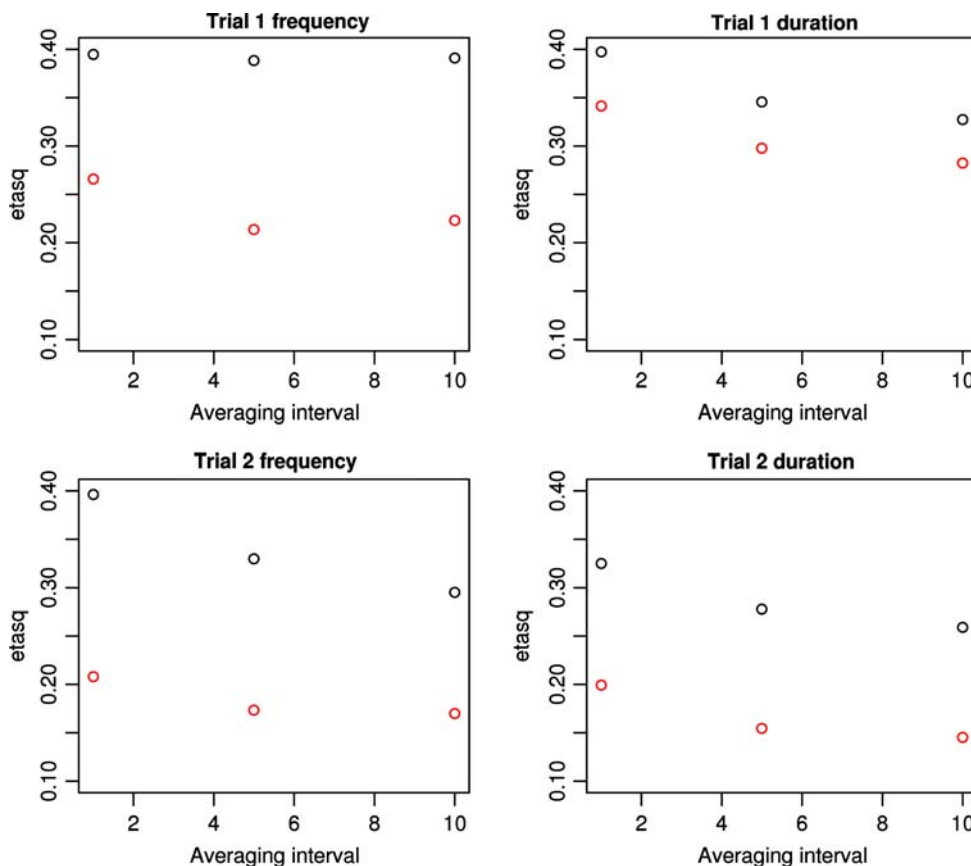 Trial 1 frequency
etasq
0.10 0.20 0.30 0.40
2 4 6 8 10
Averaging interval
Trial 1 duration
etasq
0.10 0.20 0.30 0.40
2 4 6 8 10
Averaging interval
Trial 2 frequency
etasq
0.10 0.20 0.30 0.40
2 4 6 8 10
Averaging interval
Trial 2 duration
etasq
0.10 0.20 0.30 0.40
2 4 6 8 10
Averaging interval